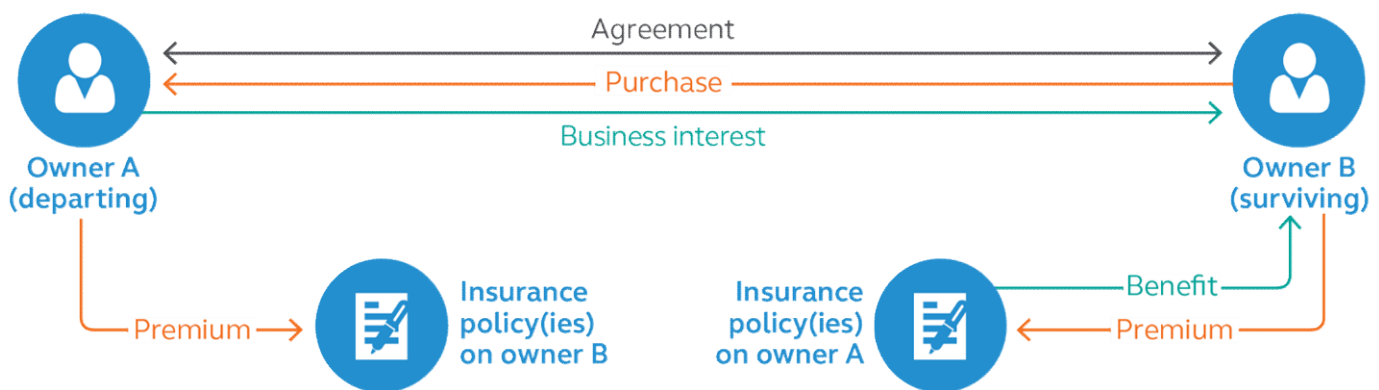 Agreement
Purchase
Business interest
Owner A
(departing)
Owner B
(surviving)
Premium
Insurance
policy(ies)
on owner B
Insurance
policy(ies)
on owner A
Benefit
Premium